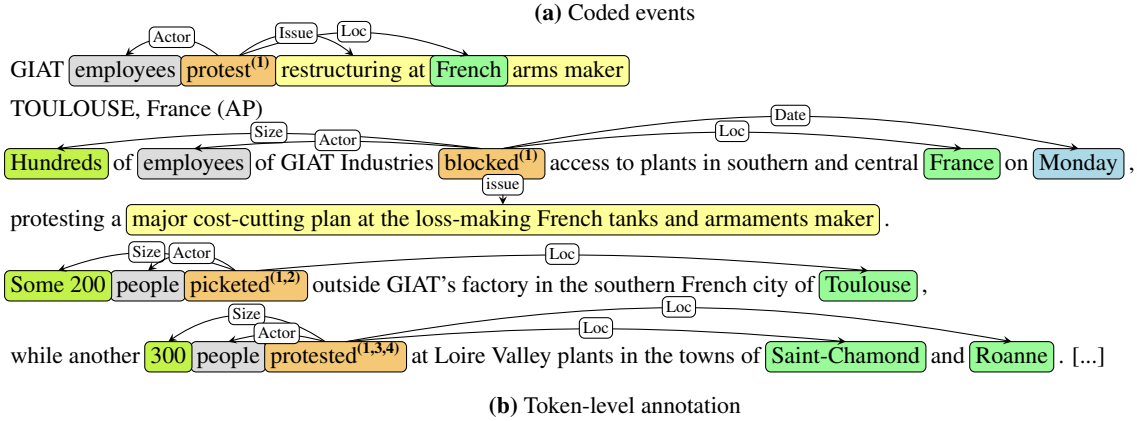 (a) Coded events
Actor Issue Loc
GIAT employees protest(1) restructuring at French arms maker
TOULOUSE, France (AP)
Date
Size Actor Loc
Hundreds of employees of GIAT Industries blocked(1) access to plants in southern and central France on Monday ,
issue
protesting a major cost-cutting plan at the loss-making French tanks and armaments maker .
Size Actor Loc
Some 200 people picketed(1,2) outside GIAT's factory in the southern French city of Toulouse ,
Loc
Size Actor Loc
while another 300 people protested(1,3,4) at Loire Valley plants in the towns of Saint-Chamond and Roanne . [...]
(b) Token-level annotation